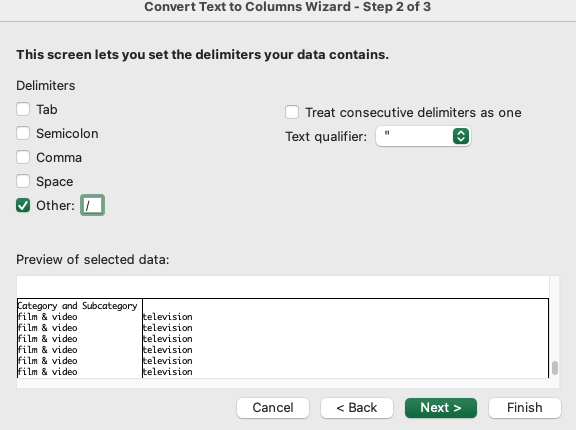 Convert Text to Columns Wizard - Step 2 of 3
This screen lets you set the delimiters your data contains.
Delimiters
Tab
Semicolon
Comma
Space
Other: /
Treat consecutive delimiters as one
Text qualifier: "
Preview of selected data:
Category and Subcategory
film & video television
film & video television
film & video television
film & video television
film & video television
film & video television
Cancel < Back Next > Finish